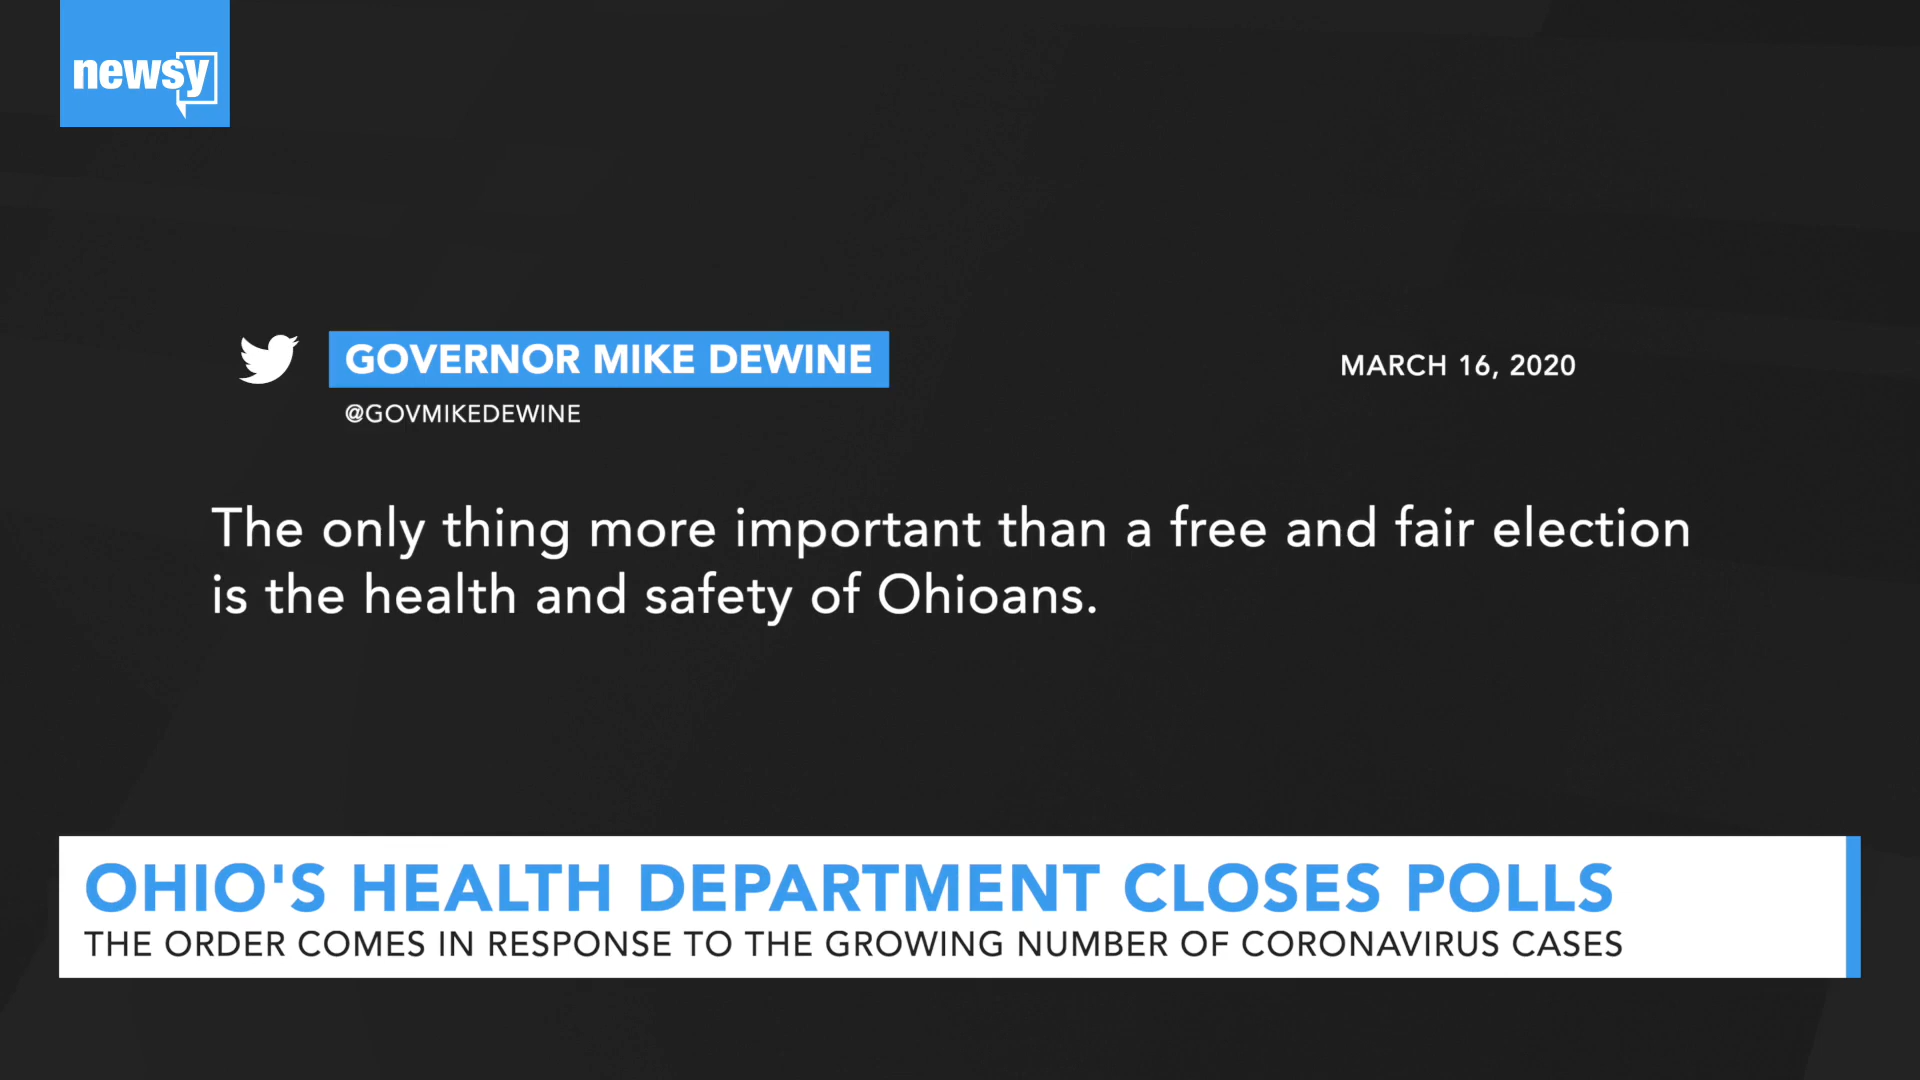 newsy
GOVERNOR MIKE DEWINE
MARCH 16, 2020
@GOVMIKEDEWINE
The only thing more important than a free and fair election
is the health and safety of Ohioans.
OHIO'S HEALTH DEPARTMENT CLOSES POLLS
THE ORDER COMES IN RESPONSE TO THE GROWING NUMBER OF CORONAVIRUS CASES